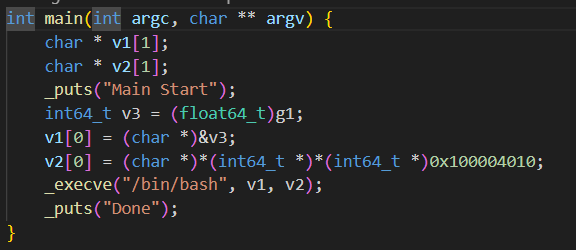 int main(int argc, char ** argv) {
    char * v1[1];
    char * v2[1];
    _puts("Main Start");
    int64_t v3 = (float64_t)g1;
    v1[0] = (char *)&v3;
    v2[0] = (char *)*(int64_t *)*(int64_t *)0x100004010;
    _execve("/bin/bash", v1, v2);
    _puts("Done");
}